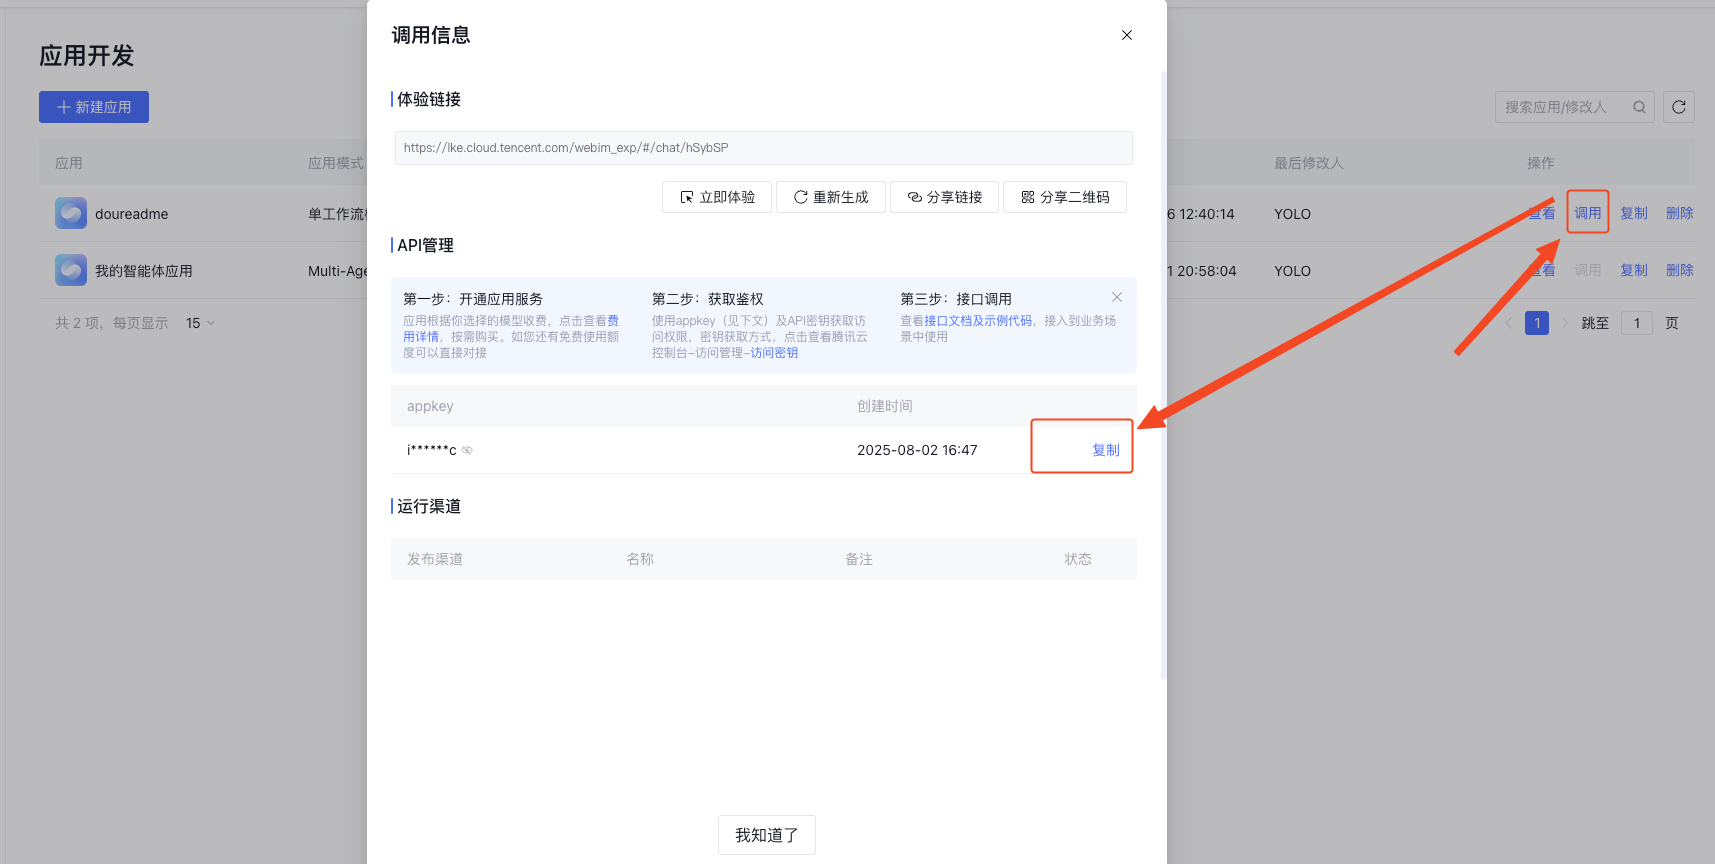 应用开发
新建应用
搜索应用/修改人
应用
应用模式
最后修改人
操作
doureadme
单工作流
6 12:40:14
YOLO
查看
调用
复制
删除
我的智能体应用
Multi-Age
1 20:58:04
YOLO
查看
调用
复制
删除
共 2 项，每页显示
15
1
跳至
1
页
调用信息
体验链接
https://lke.cloud.tencent.com/webim_exp/#/chat/hSybSP
立即体验
重新生成
分享链接
分享二维码
API管理
第一步：开通应用服务
应用根据你选择的模型收费，点击查看费
用详情，按需购买。如您还有免费使用额
度可以直接对接
第二步：获取鉴权
使用appkey（见下文）及API密钥获取访
问权限，密钥获取方式，点击查看腾讯云
控制台-访问管理-访问密钥
第三步：接口调用
查看接口文档及示例代码，接入到业务场
景中使用
appkey
创建时间
i******c
2025-08-02 16:47
复制
运行渠道
发布渠道
名称
备注
状态
我知道了